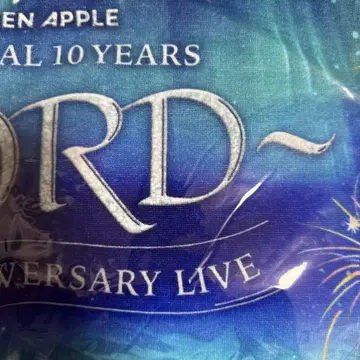 EN APPLE
AL 10 YEARS
ORD~
VERSARY LIVE